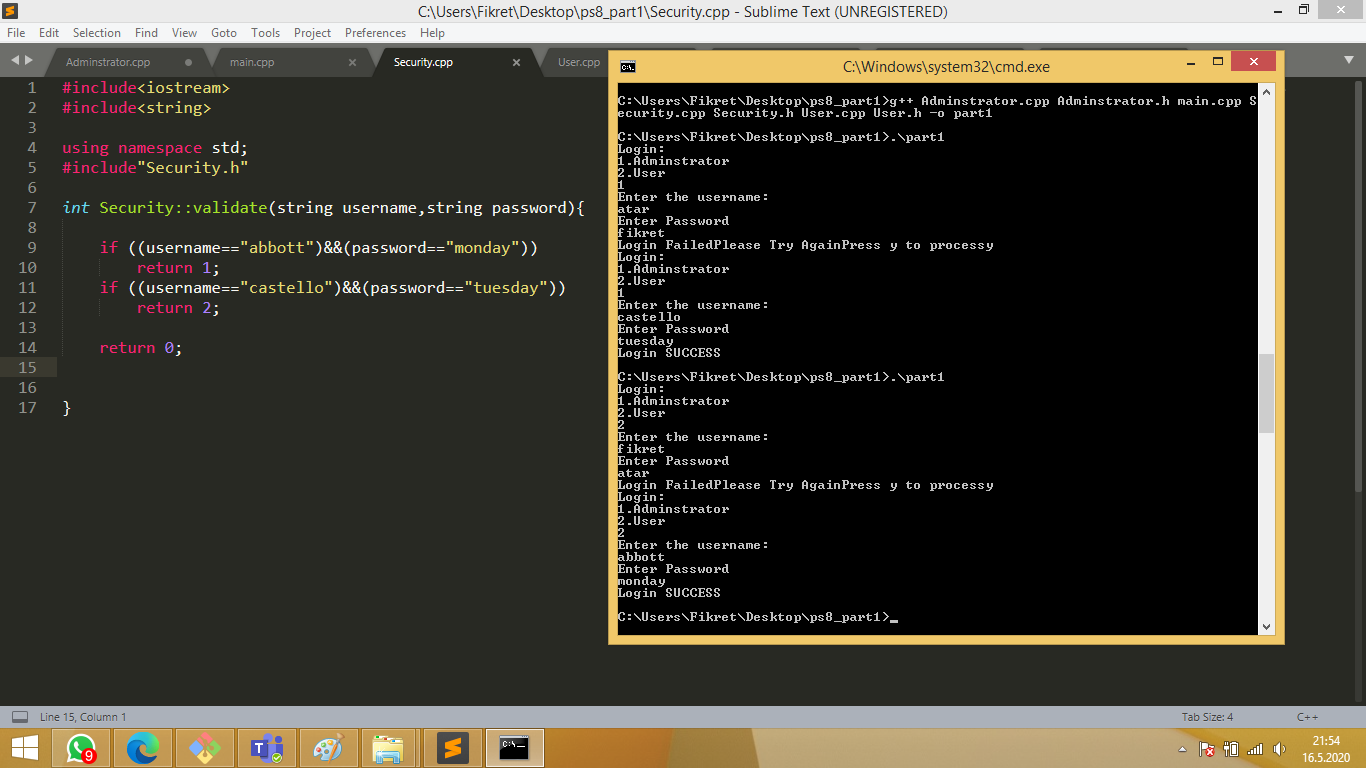 C:\Users\Fikret\Desktop\ps8_part1\Security.cpp - Sublime Text (UNREGISTERED)
File Edit Selection Find View Goto Tools Project Preferences Help
Adminstrator.cpp main.cpp Security.cpp User.cpp
1 #include<iostream>
2 #include<string>
3
4 using namespace std;
5 #include"Security.h"
6
7 int Security::validate(string username,string password){
8
9 if ((username=="abbott")&&(password=="monday"))
10 return 1;
11 if ((username=="castello")&&(password=="tuesday"))
12 return 2;
13
14 return 0;
15
16
17 }
C:\Windows\system32\cmd.exe
C:\Users\Fikret\Desktop\ps8_part1>g++ Adminstrator.cpp Adminstrator.h main.cpp S
ecurity.cpp Security.h User.cpp User.h -o part1
C:\Users\Fikret\Desktop\ps8_part1>.\part1
Login:
1.Adminstrator
2.User
1
Enter the username:
atar
Enter Password
fikret
Login FailedPlease Try AgainPress y to processy
Login:
1.Adminstrator
2.User
1
Enter the username:
castello
Enter Password
tuesday
Login SUCCESS
C:\Users\Fikret\Desktop\ps8_part1>.\part1
Login:
1.Adminstrator
2.User
2
Enter the username:
fikret
Enter Password
atar
Login FailedPlease Try AgainPress y to processy
Login:
1.Adminstrator
2.User
2
Enter the username:
abbott
Enter Password
monday
Login SUCCESS
C:\Users\Fikret\Desktop\ps8_part1>_
Line 15, Column 1 Tab Size: 4 C++
9
21:54
16.5.2020